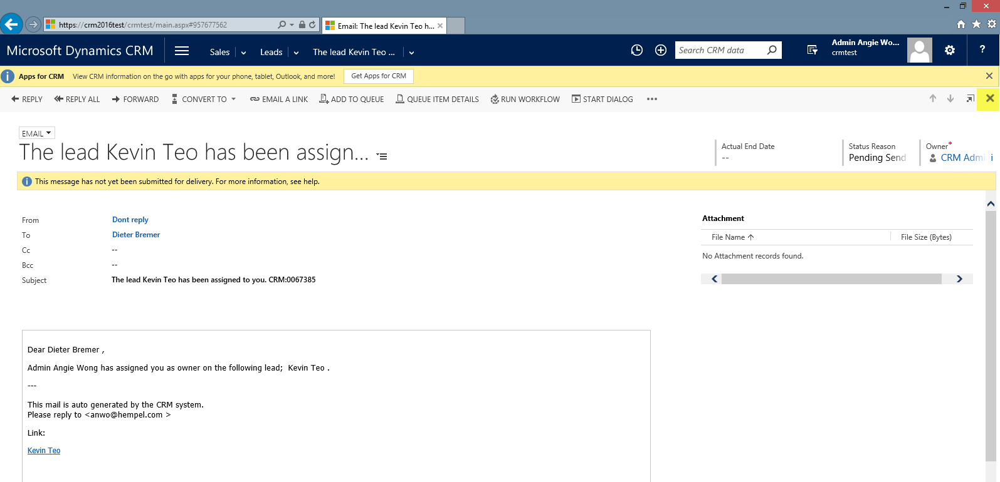 https://crm2016test/crmtest/main.aspx#957677562
Email: The lead Kevin Teo h...
Microsoft Dynamics CRM
Sales
Leads
The lead Kevin Teo ...
Search CRM data
Admin Angie Wo...
crmtest
?
Apps for CRM View CRM information on the go with apps for your phone, tablet, Outlook, and more! Get Apps for CRM
REPLY REPLY ALL FORWARD CONVERT TO EMAIL A LINK ADD TO QUEUE QUEUE ITEM DETAILS RUN WORKFLOW START DIALOG •••
EMAIL
The lead Kevin Teo has been assign...
Actual End Date
--
Status Reason
Pending Send
Owner*
CRM Admi i
This message has not yet been submitted for delivery. For more information, see help.
From Dont reply
To Dieter Bremer
Cc --
Bcc --
Subject The lead Kevin Teo has been assigned to you. CRM:0067385
Attachment
File Name File Size (Bytes)
No Attachment records found.
Dear Dieter Bremer ,
Admin Angie Wong has assigned you as owner on the following lead; Kevin Teo .
---
This mail is auto generated by the CRM system.
Please reply to <anwo@hempel.com >
Link:
Kevin Teo